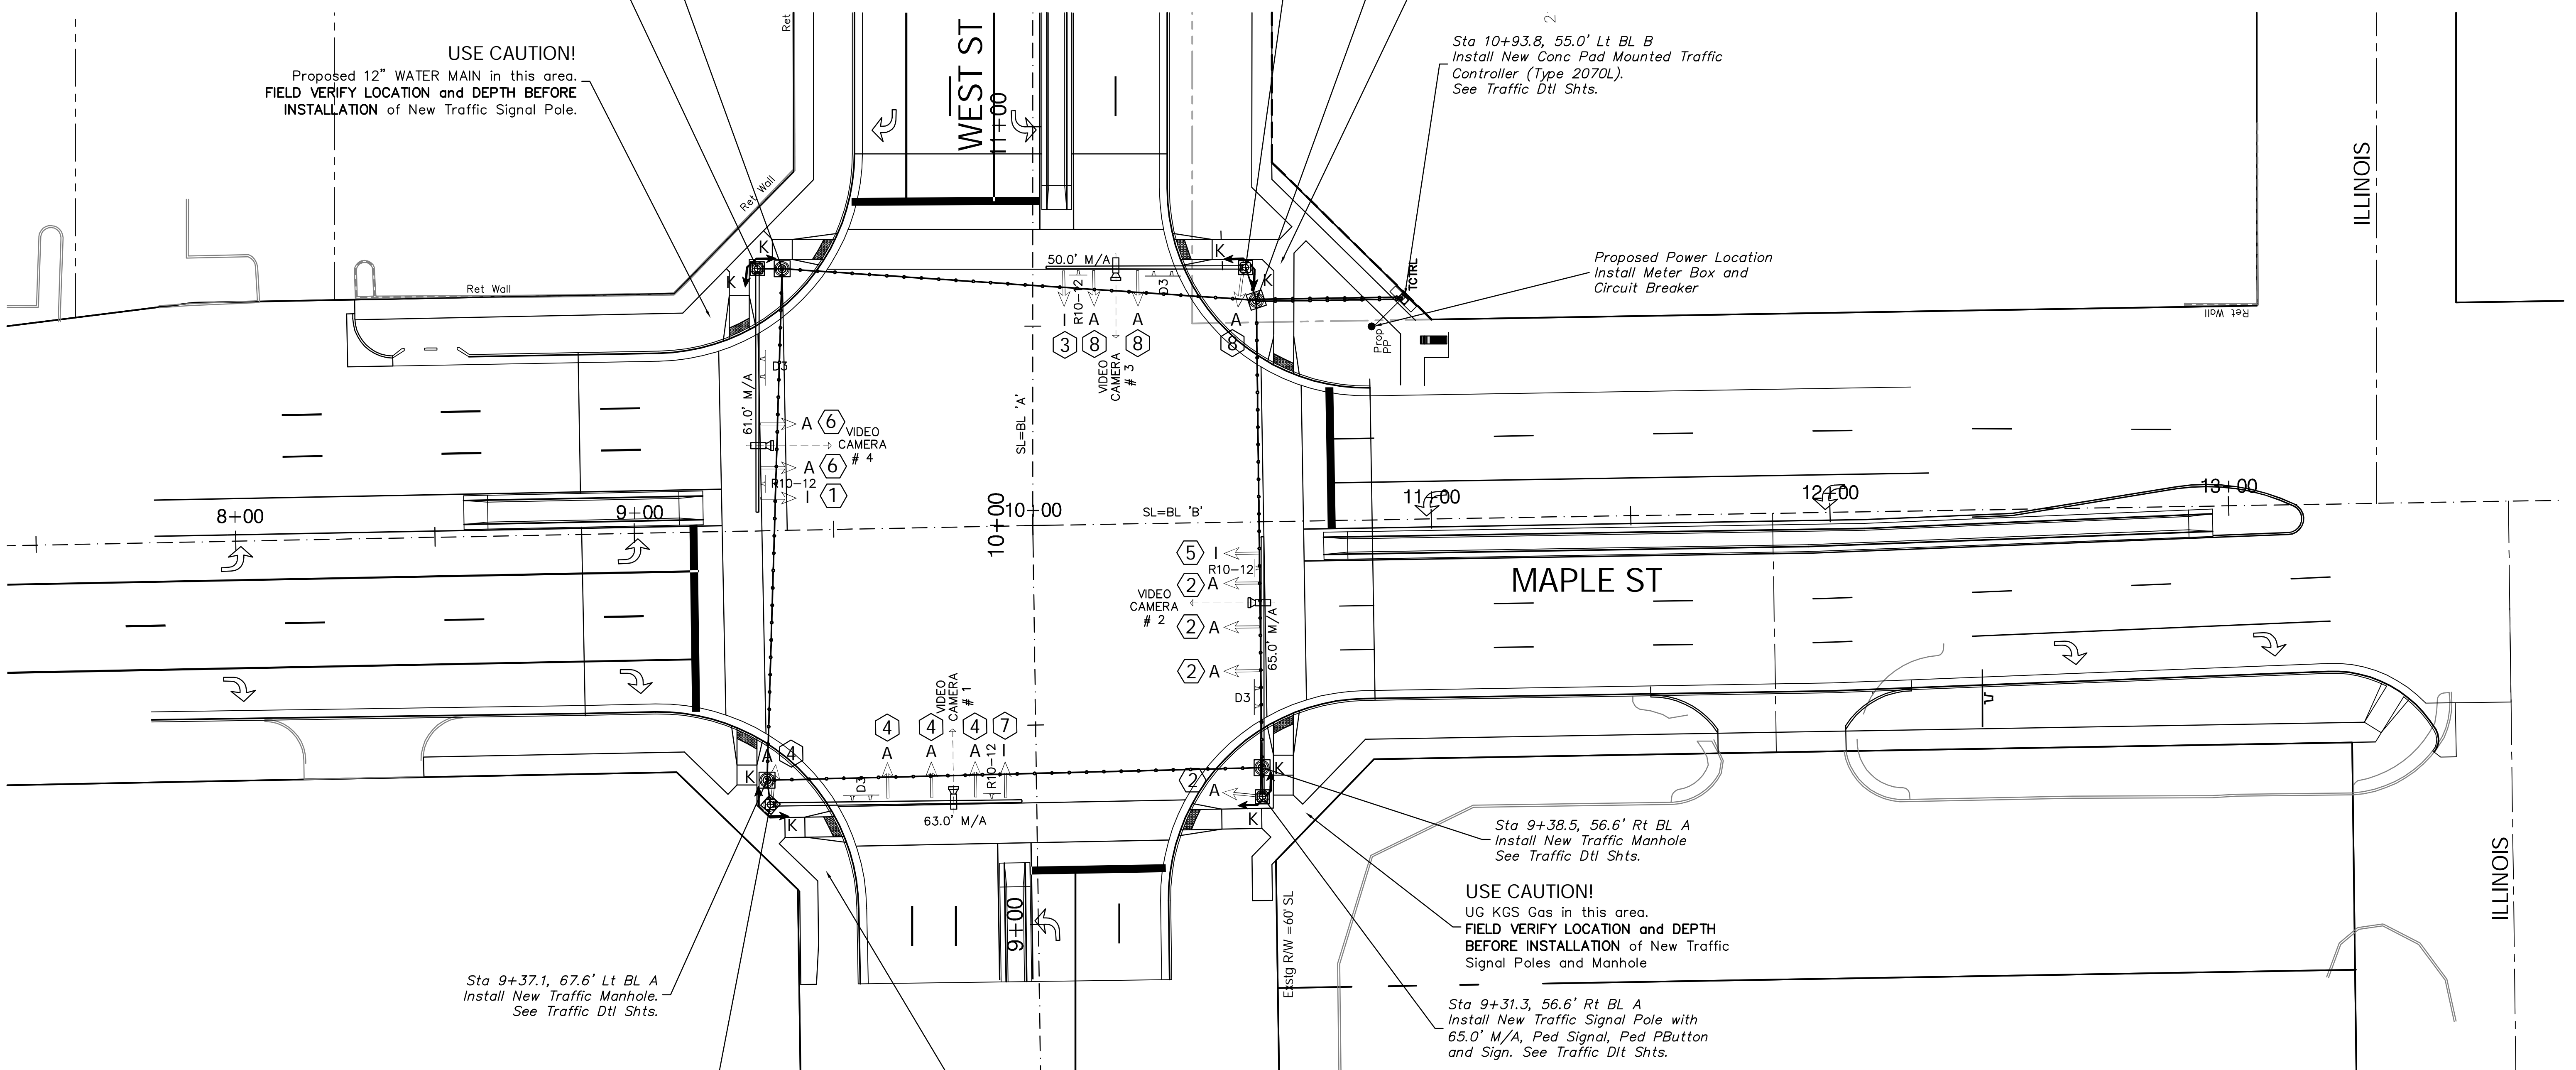 USE CAUTION!
Proposed 12" WATER MAIN in this area.
FIELD VERIFY LOCATION and DEPTH BEFORE
INSTALLATION of New Traffic Signal Pole.
Ret
Ret Wall
Ret Wall
WEST ST
11+00
2
Sta 10+93.8, 55.0' Lt BL B
Install New Conc Pad Mounted Traffic
Controller (Type 2070L).
See Traffic Dtl Shts.
ILLINOIS
Proposed Power Location
Install Meter Box and
Circuit Breaker
TCTRL
Prop
PP
Ret Wall
K
K
K
K
50.0' M/A
I
R10-12
A
A
D3
A
3
8
8
8
VIDEO
CAMERA
# 3
D3
61.0' M/A
A
6
VIDEO
CAMERA
# 4
A
6
R10-12
I
1
SL=BL 'A'
8+00
9+00
10+00
10+00
SL=BL 'B'
11+00
12+00
13+00
MAPLE ST
5
I
R10-12
2
A
VIDEO
CAMERA
# 2
2
A
65.0' M/A
2
A
D3
VIDEO
CAMERA
# 1
4
4
4
7
A
A
A
I
4
A
D3
R10-12
2
A
K
K
K
K
63.0' M/A
9+00
Exstg R/W =60' SL
Sta 9+38.5, 56.6' Rt BL A
Install New Traffic Manhole
See Traffic Dtl Shts.
USE CAUTION!
UG KGS Gas in this area.
FIELD VERIFY LOCATION and DEPTH
BEFORE INSTALLATION of New Traffic
Signal Poles and Manhole
ILLINOIS
Sta 9+37.1, 67.6' Lt BL A
Install New Traffic Manhole.
See Traffic Dtl Shts.
Sta 9+31.3, 56.6' Rt BL A
Install New Traffic Signal Pole with
65.0' M/A, Ped Signal, Ped PButton
and Sign. See Traffic Dlt Shts.